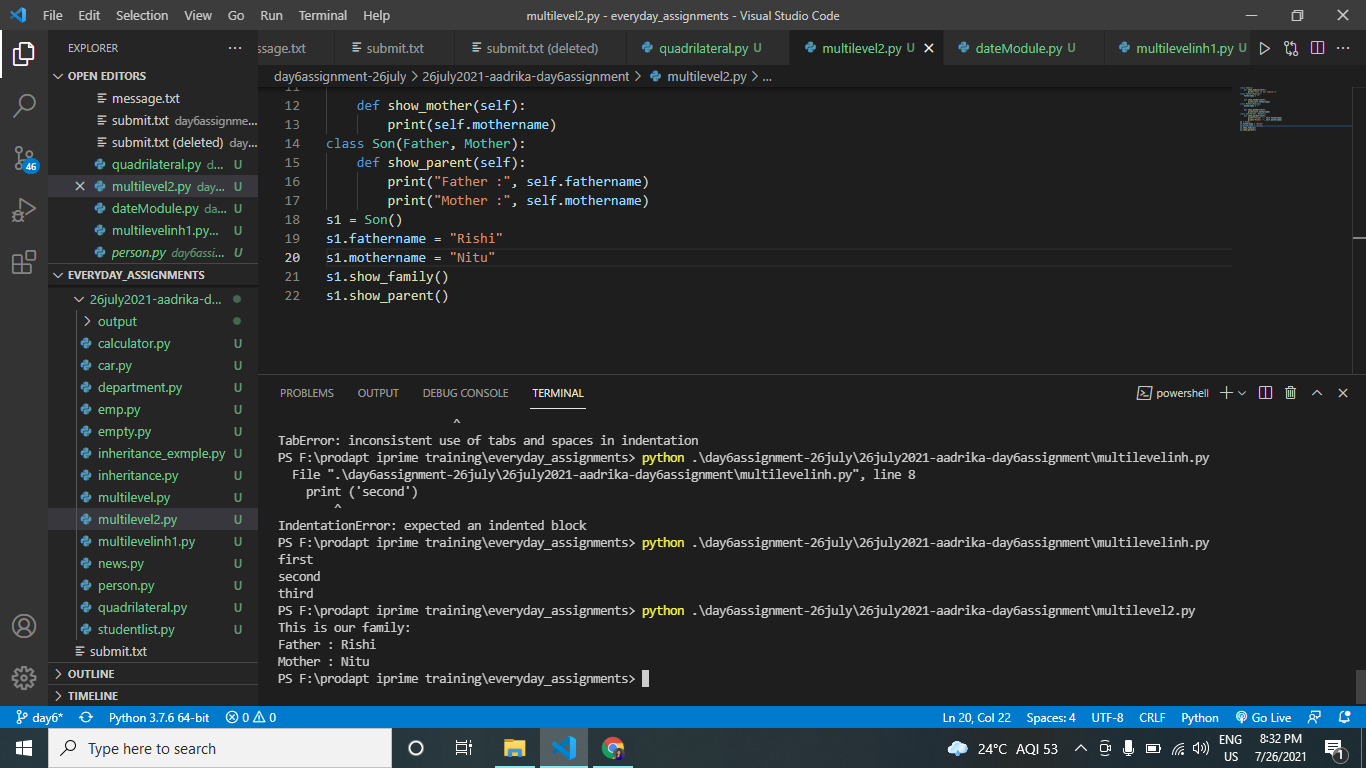 File Edit Selection View Go Run Terminal Help
multilevel2.py - everyday_assignments - Visual Studio Code
EXPLORER
OPEN EDITORS
message.txt
submit.txt day6assignme...
submit.txt (deleted) day...
quadrilateral.py d... U
multilevel2.py day... U
dateModule.py da... U
multilevelinh1.py... U
person.py day6assi... U
EVERYDAY_ASSIGNMENTS
26july2021-aadrika-d...
output
calculator.py U
car.py U
department.py U
emp.py U
empty.py U
inheritance_exmple.py U
inheritance.py U
multilevel.py U
multilevel2.py U
multilevelinh1.py U
news.py U
person.py U
quadrilateral.py U
studentlist.py U
submit.txt
OUTLINE
TIMELINE
46
ssage.txt submit.txt submit.txt (deleted) quadrilateral.py U multilevel2.py U dateModule.py U multilevelinh1.py U
day6assignment-26july > 26july2021-aadrika-day6assignment > multilevel2.py > ...
11
12 def show_mother(self):
13 print(self.mothername)
14 class Son(Father, Mother):
15 def show_parent(self):
16 print("Father :", self.fathername)
17 print("Mother :", self.mothername)
18 s1 = Son()
19 s1.fathername = "Rishi"
20 s1.mothername = "Nitu"
21 s1.show_family()
22 s1.show_parent()
PROBLEMS OUTPUT DEBUG CONSOLE TERMINAL
powershell
^
TabError: inconsistent use of tabs and spaces in indentation
PS F:\prodapt iprime training\everyday_assignments> python .\day6assignment-26july\26july2021-aadrika-day6assignment\multilevelinh.py
File ".\day6assignment-26july\26july2021-aadrika-day6assignment\multilevelinh.py", line 8
print ('second')
^
IndentationError: expected an indented block
PS F:\prodapt iprime training\everyday_assignments> python .\day6assignment-26july\26july2021-aadrika-day6assignment\multilevelinh.py
first
second
third
PS F:\prodapt iprime training\everyday_assignments> python .\day6assignment-26july\26july2021-aadrika-day6assignment\multilevel2.py
This is our family:
Father : Rishi
Mother : Nitu
PS F:\prodapt iprime training\everyday_assignments>
day6* Python 3.7.6 64-bit 0 0 Ln 20, Col 22 Spaces: 4 UTF-8 CRLF Python Go Live
Type here to search
24°C AQI 53
ENG
US
8:32 PM
7/26/2021
1